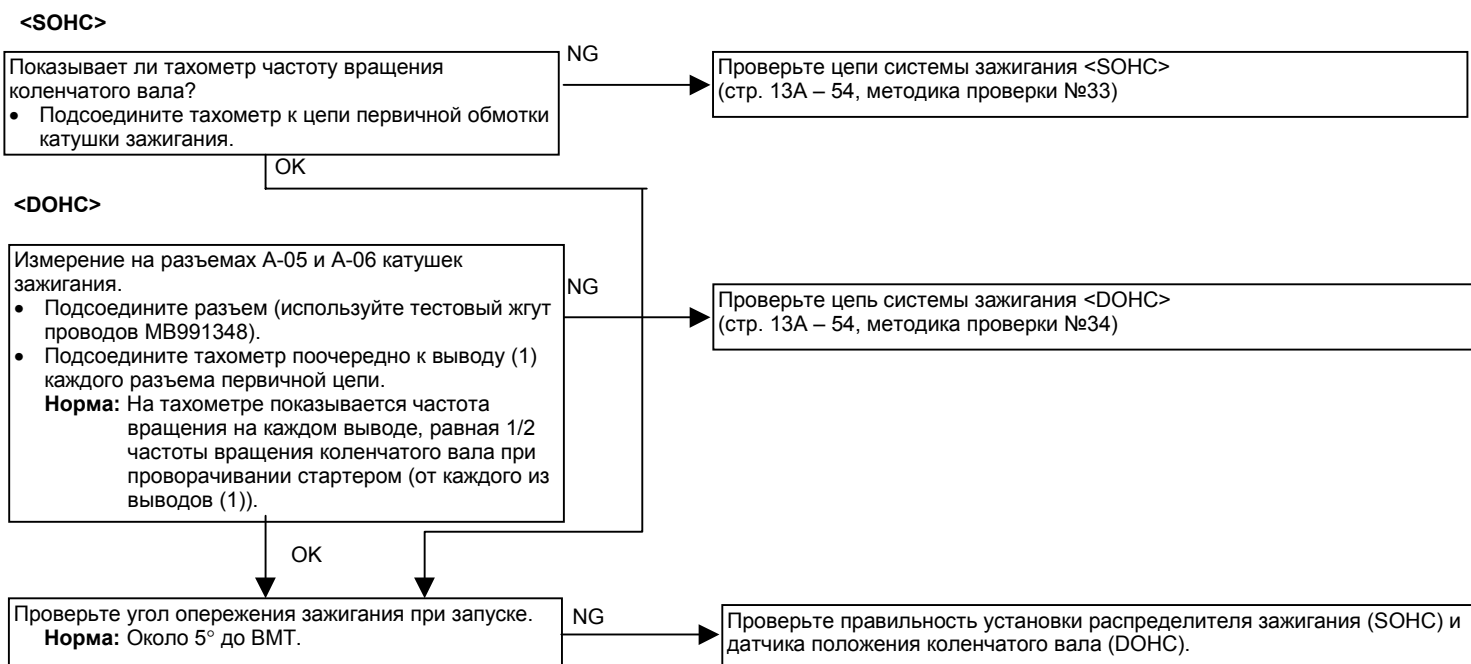 <SOHC>
Показывает ли тахометр частоту вращения
коленчатого вала?
• Подсоедините тахометр к цепи первичной обмотки
катушки зажигания.
NG
Проверьте цепи системы зажигания <SOHC>
(стр. 13А – 54, методика проверки №33)
OK
<DOHC>
Измерение на разъемах А-05 и А-06 катушек
зажигания.
• Подсоедините разъем (используйте тестовый жгут
проводов MB991348).
• Подсоедините тахометр поочередно к выводу (1)
каждого разъема первичной цепи.
Норма: На тахометре показывается частота
вращения на каждом выводе, равная 1/2
частоты вращения коленчатого вала при
проворачивании стартером (от каждого из
выводов (1)).
NG
Проверьте цепь системы зажигания <DOHC>
(стр. 13А – 54, методика проверки №34)
OK
Проверьте угол опережения зажигания при запуске.
Норма: Около 5° до ВМТ.
NG
Проверьте правильность установки распределителя зажигания (SOHC) и
датчика положения коленчатого вала (DOHC).